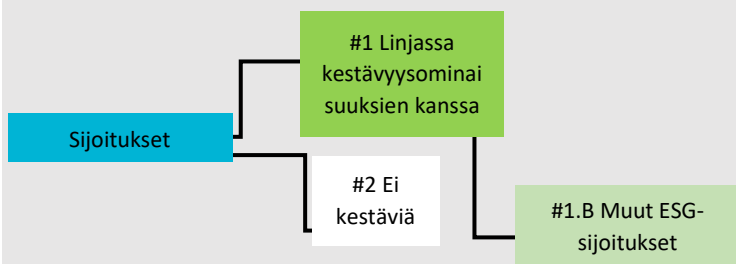 #1 Linjassa
kestävyysominai
suuksien kanssa
Sijoitukset
#2 Ei
kestäviä
#1.B Muut ESG-
sijoitukset